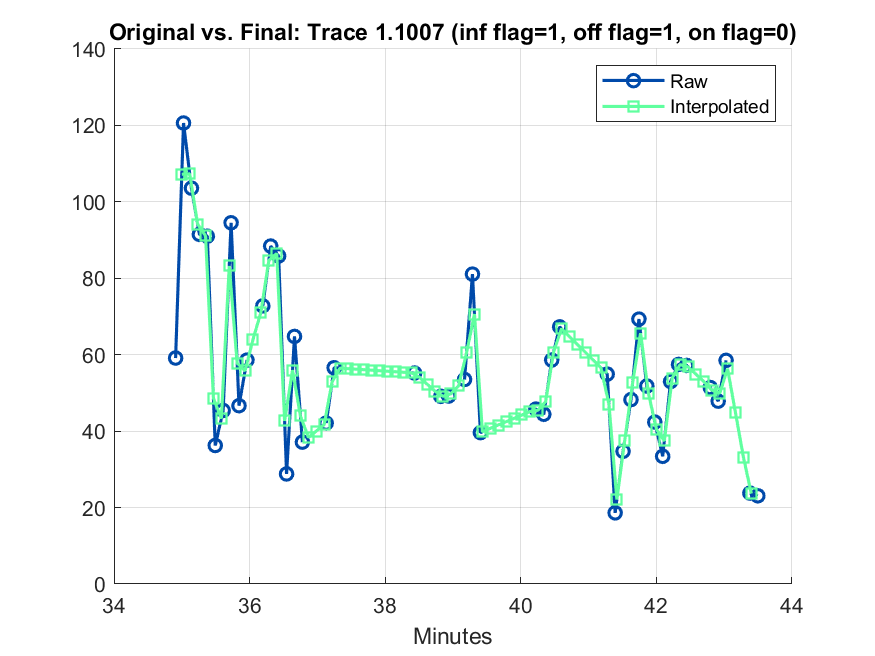 Original vs. Final: Trace 1.1007 (inf flag=1, off flag=1, on flag=0)
140
120
100
80
60
40
20
0
Raw
Interpolated
34 36 38 40 42 44
Minutes